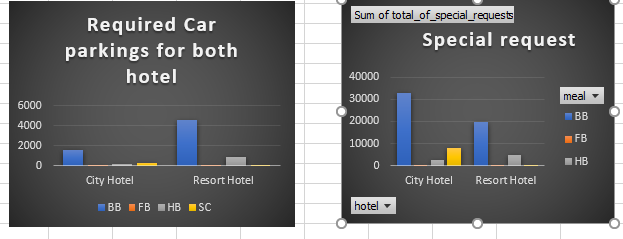 Required Car
parkings for both
hotel
6000
4000
2000
0
City Hotel
Resort Hotel
BB FB HB SC
Sum of total_of_special_requests
Special request
40000
30000
20000
10000
0
City Hotel
Resort Hotel
meal
BB
FB
HB
hotel